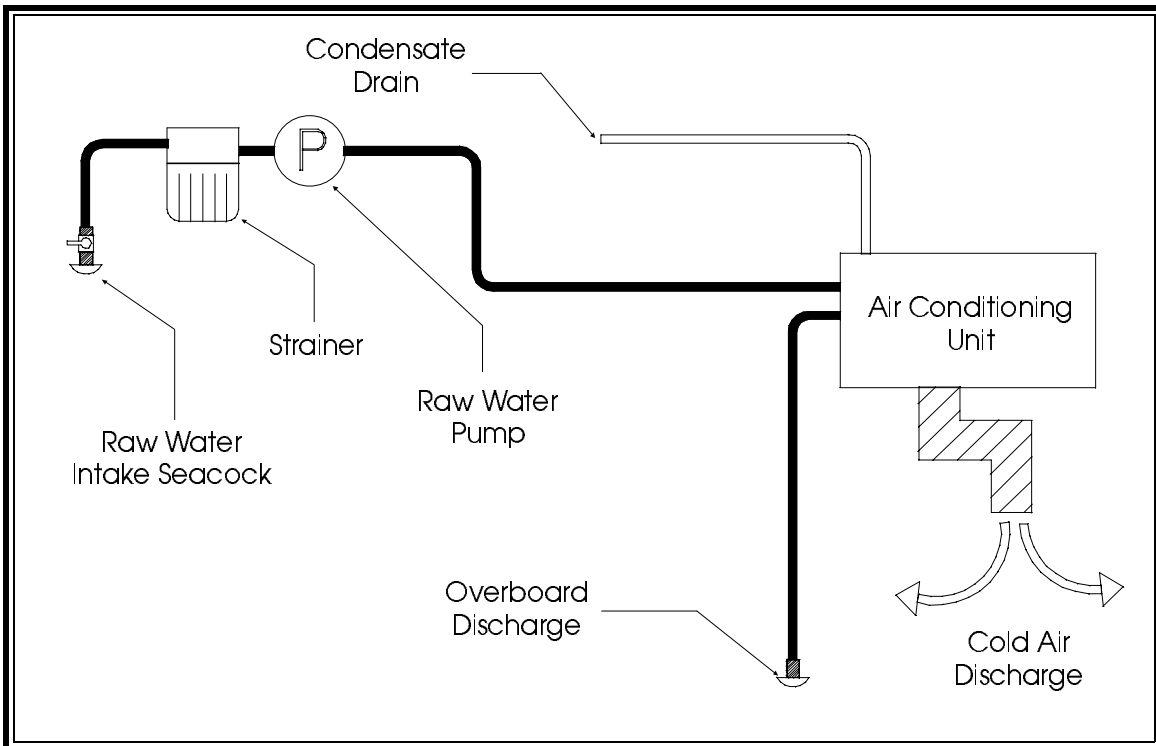 Condensate
Drain
P
Strainer
Raw Water
Pump
Raw Water
Intake Seacock
Air Conditioning
Unit
Overboard
Discharge
Cold Air
Discharge